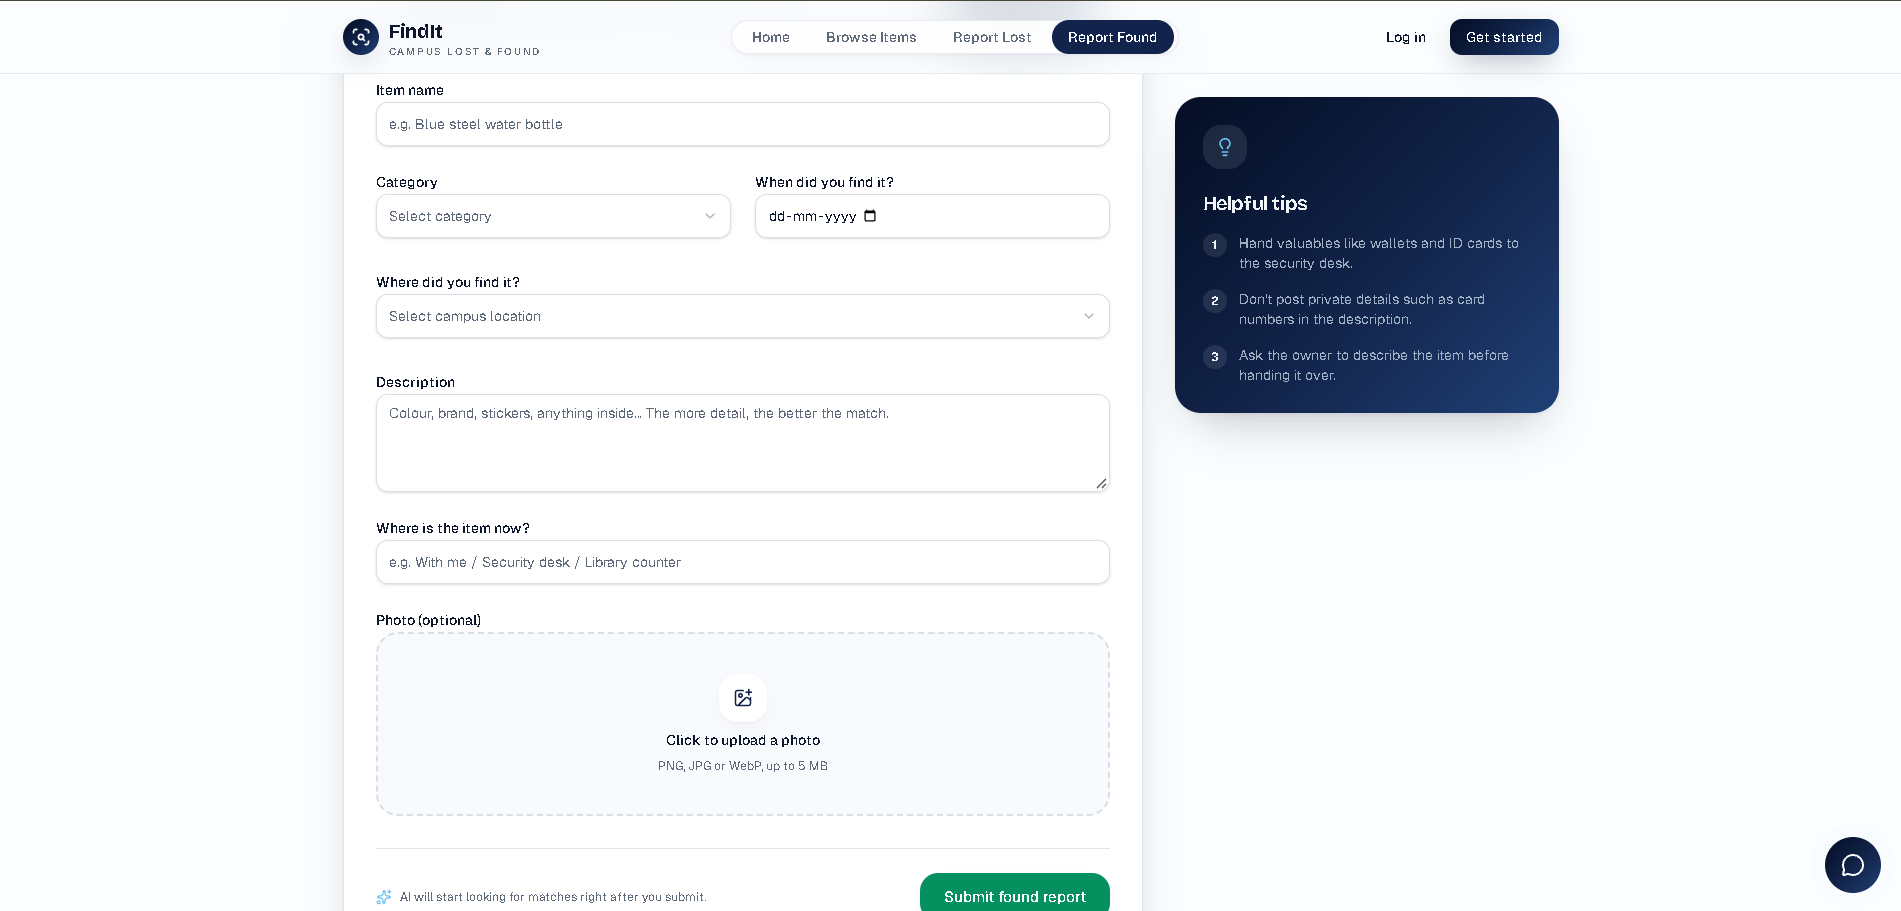 FindIt
CAMPUS LOST & FOUND
Home
Browse Items
Report Lost
Report Found
Log in
Get started
Item name
e.g. Blue steel water bottle
Category
When did you find it?
Select category
dd-mm-yyyy
Where did you find it?
Select campus location
Description
Colour, brand, stickers, anything inside... The more detail, the better the match.
Where is the item now?
e.g. With me / Security desk / Library counter
Photo (optional)
Click to upload a photo
PNG, JPG or WebP, up to 5 MB
AI will start looking for matches right after you submit.
Submit found report
Helpful tips
1 Hand valuables like wallets and ID cards to
the security desk.
2 Don't post private details such as card
numbers in the description.
3 Ask the owner to describe the item before
handing it over.